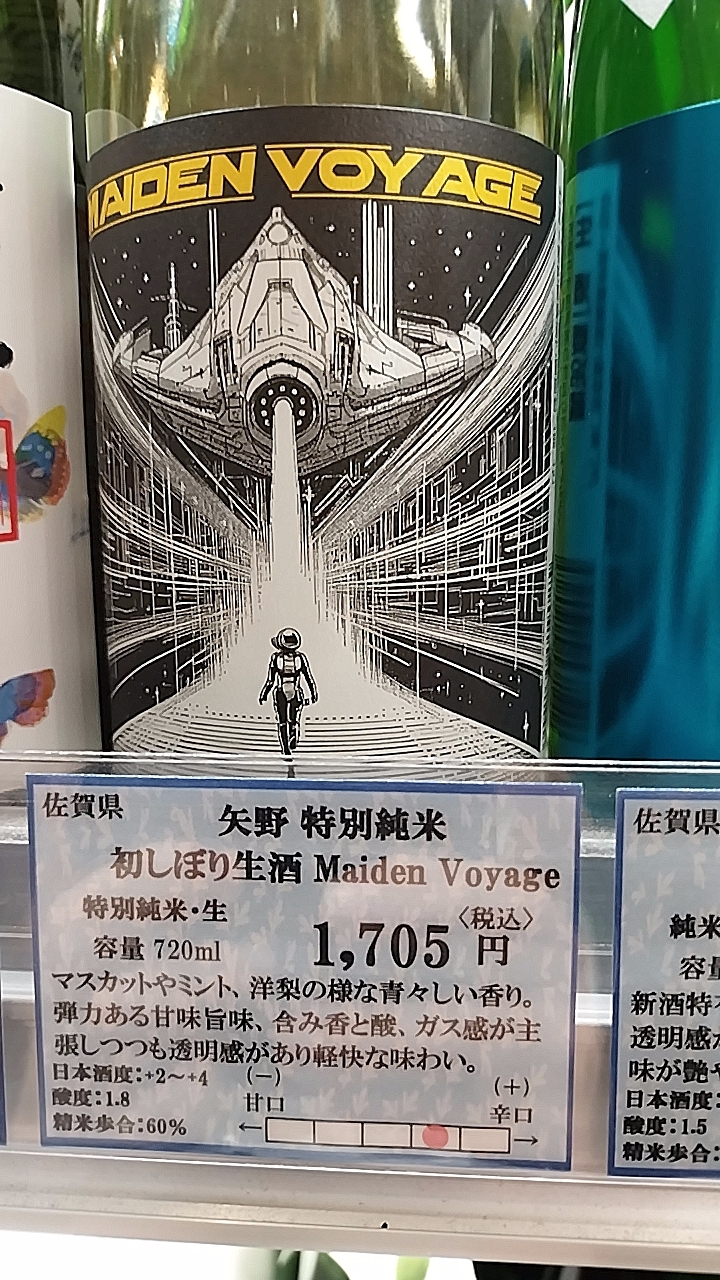 MAIDEN VOYAGE
佐賀県
矢野 特別純米
初しぼり生酒 Maiden Voyage
特別純米・生
〈税込〉
容量 720ml
1,705 円
マスカットやミント、洋梨の様な青々しい香り。
弾力ある甘味旨味、含み香と酸、ガス感が主
張しつつも透明感があり軽快な味わい。
日本酒度:+2～+4
酸度:1.8
精米歩合:60%
(−)
甘口
(+)
辛口
佐賀県
純米
容量
新酒特
透明感
味が艶
日本酒度:
酸度:1.5
精米歩合: